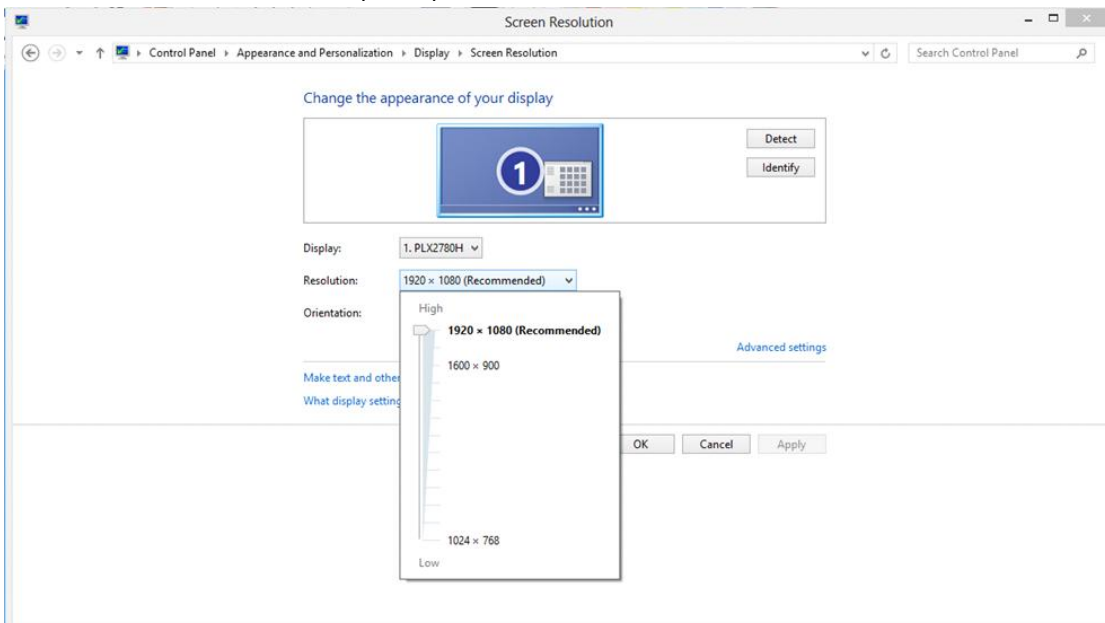 Screen Resolution
Control Panel Appearance and Personalization Display Screen Resolution
Search Control Panel
Change the appearance of your display
1
Detect
Identify
Display: 1. PLX2780H
Resolution: 1920 × 1080 (Recommended)
Orientation:
High
1920 × 1080 (Recommended)
1600 × 900
1024 × 768
Low
Advanced settings
Make text and other
What display setting
OK Cancel Apply